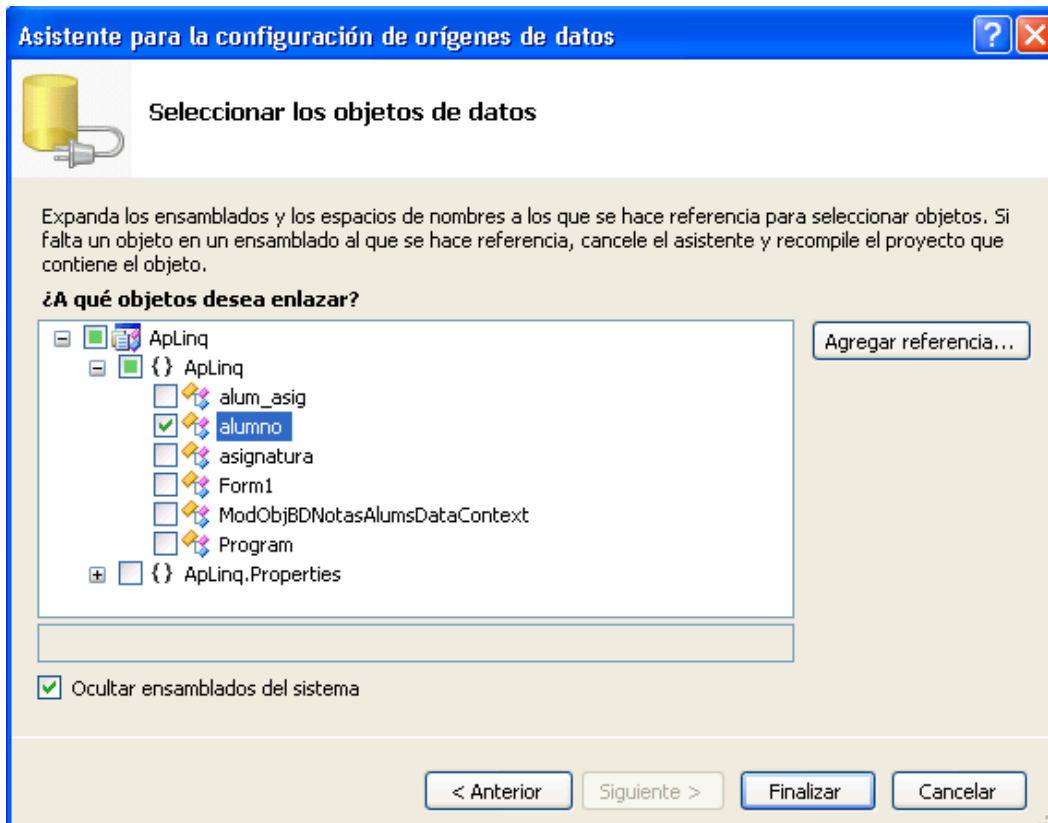 Asistente para la configuración de orígenes de datos
Seleccionar los objetos de datos
Expanda los ensamblados y los espacios de nombres a los que se hace referencia para seleccionar objetos. Si
falta un objeto en un ensamblado al que se hace referencia, cancele el asistente y recompile el proyecto que
contiene el objeto.
¿A qué objetos desea enlazar?
ApLinq
{} ApLinq
alum_asig
alumno
asignatura
Form1
ModObjBDNotasAlumsDataContext
Program
{} ApLinq.Properties
Agregar referencia...
Ocultar ensamblados del sistema
< Anterior
Siguiente >
Finalizar
Cancelar